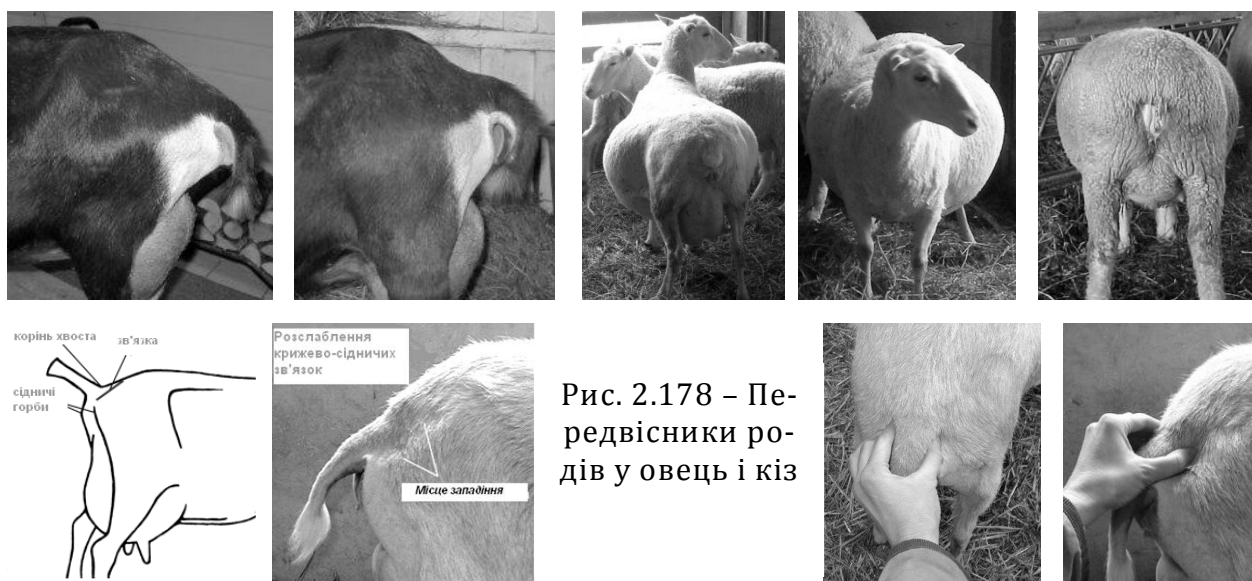 корінь хвоста
зв'язка
сідничі
горби
Розслаблення
крижево-сідничих
зв'язок
Місце западіння
Рис. 2.178 – Пе-
редвісники ро-
дів у овець і кіз